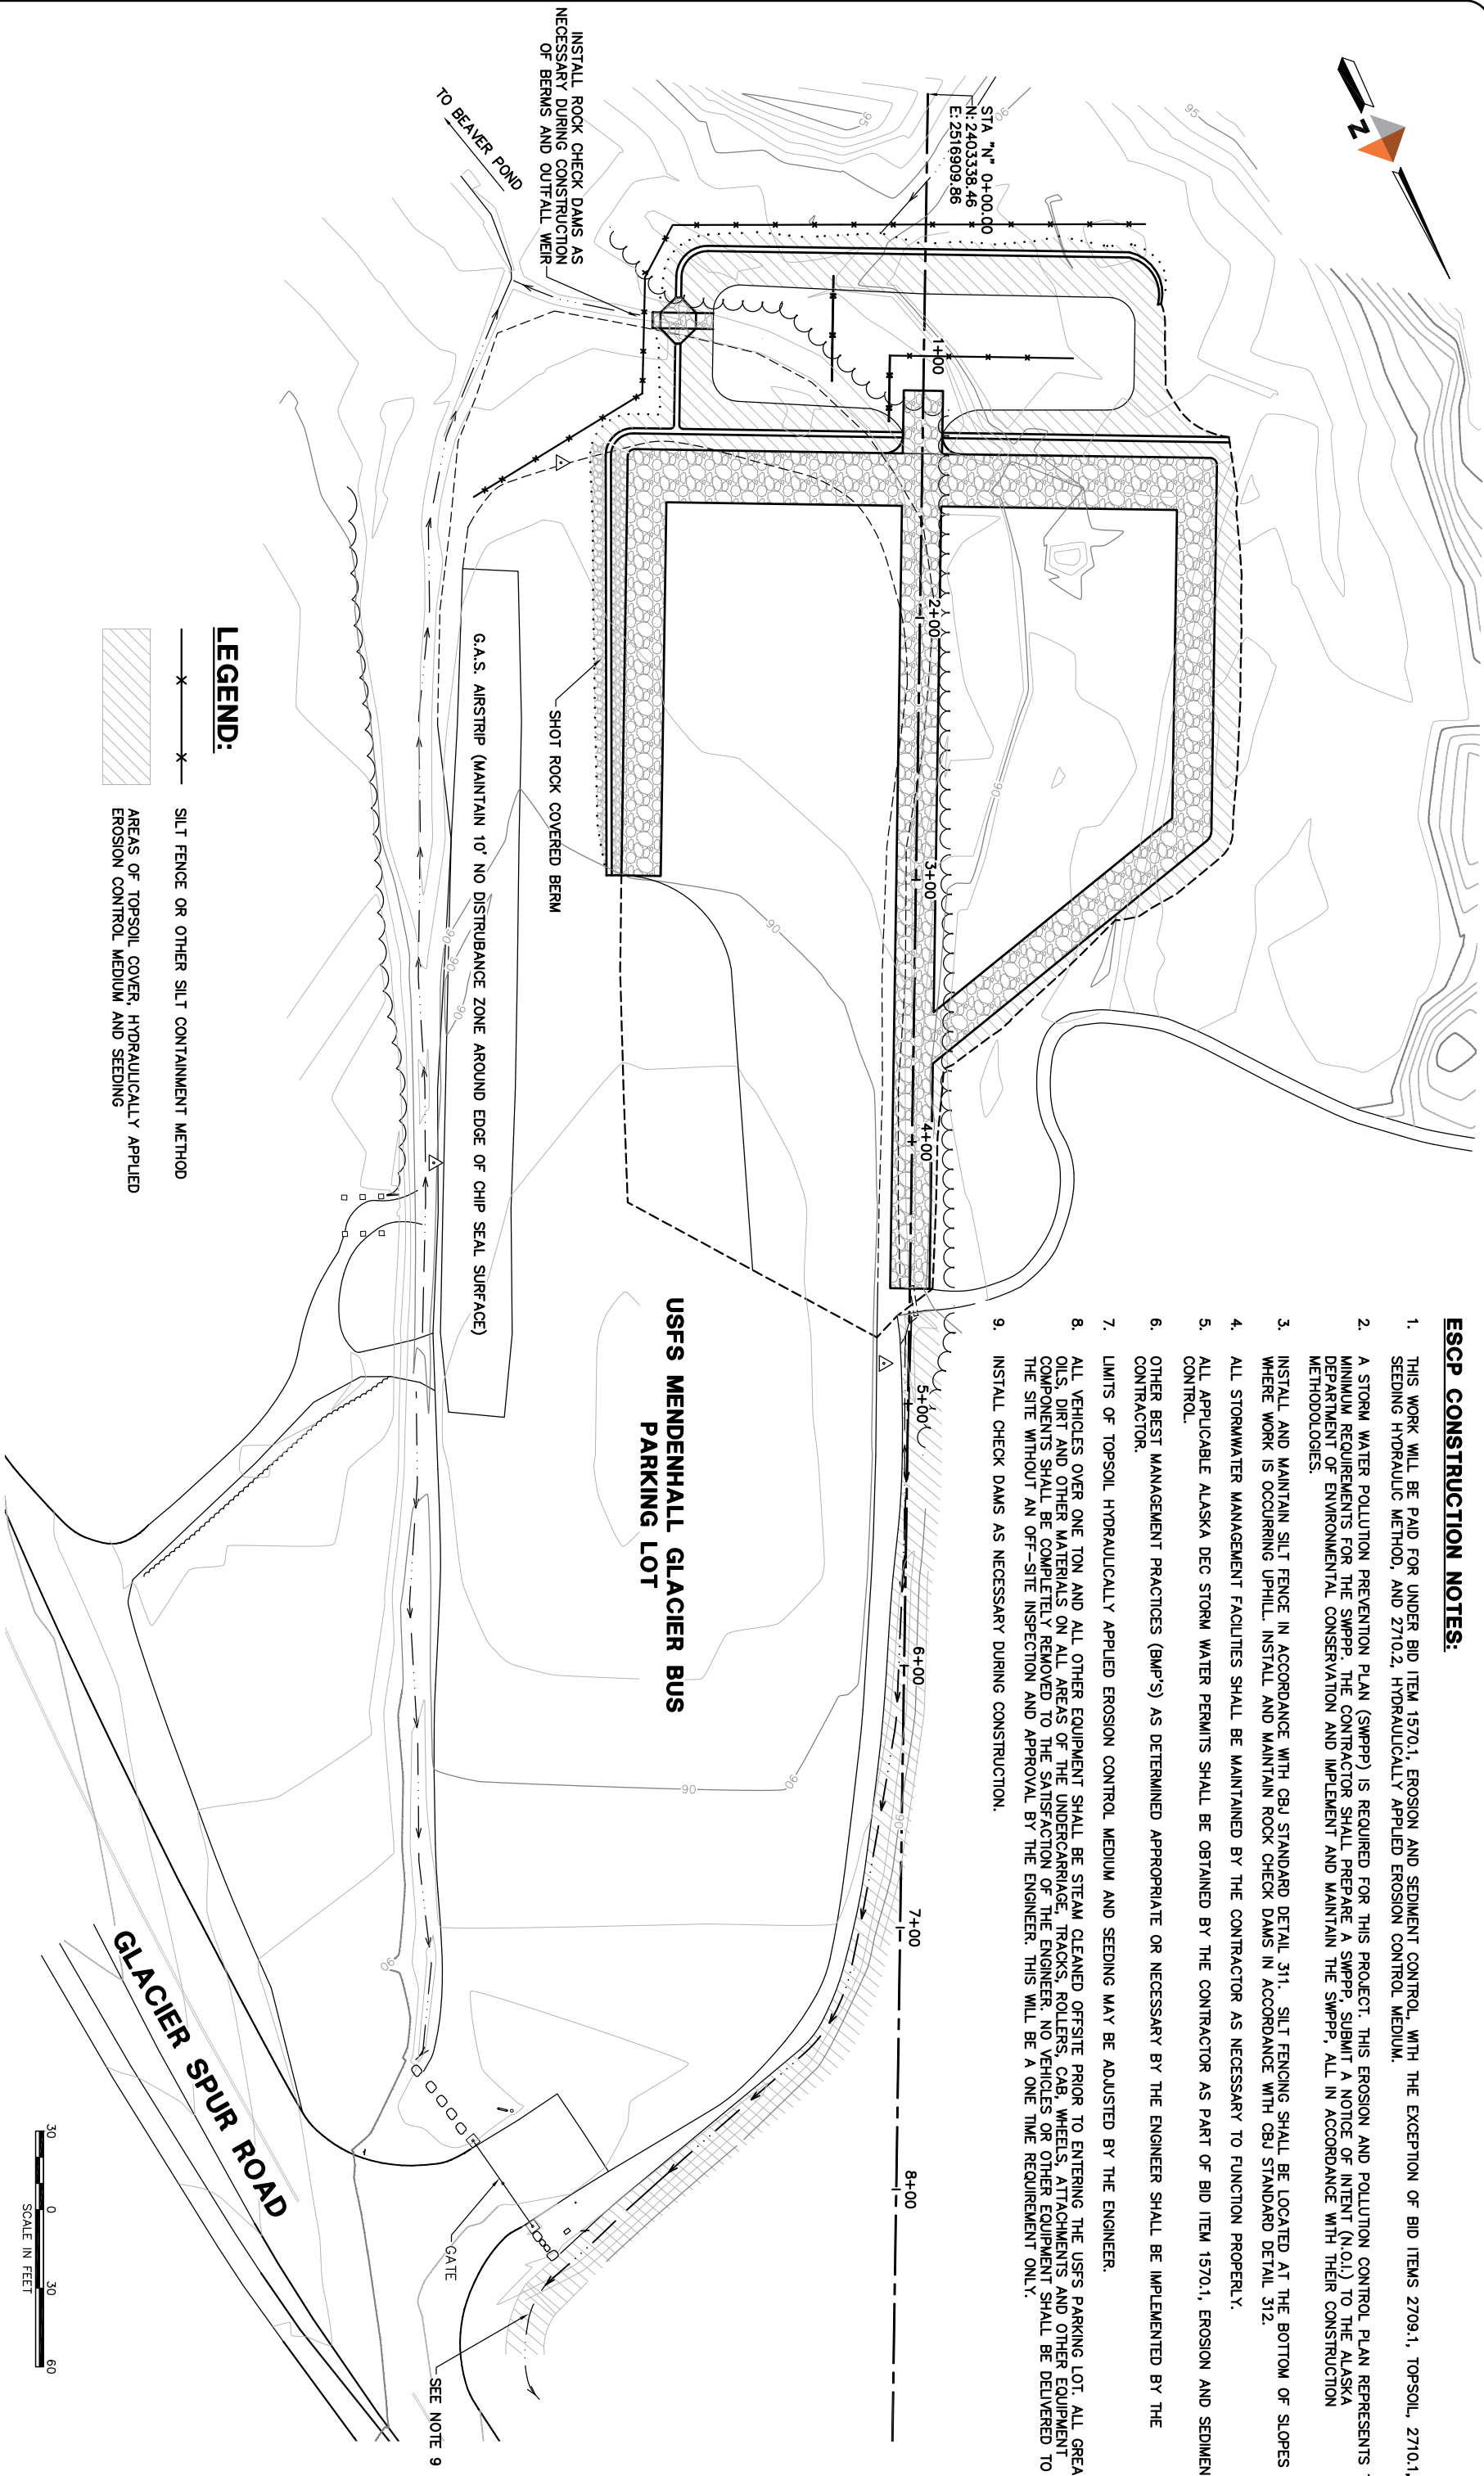 ESCP CONSTRUCTION NOTES:
1. THIS WORK WILL BE PAID FOR UNDER BID ITEM 1570.1, EROSION AND SEDIMENT CONTROL, WITH THE EXCEPTION OF BID ITEMS 2709.1, TOPSOIL, 2710.1,
SEEDING HYDRAULIC METHOD, AND 2710.2, HYDRAULICALLY APPLIED EROSION CONTROL MEDIUM.
2. A STORM WATER POLLUTION PREVENTION PLAN (SWPPP) IS REQUIRED FOR THIS PROJECT. THIS EROSION AND POLLUTION CONTROL PLAN REPRESENTS
MINIMUM REQUIREMENTS FOR THE SWPPP. THE CONTRACTOR SHALL PREPARE A SWPPP, SUBMIT A NOTICE OF INTENT (N.O.I.) TO THE ALASKA
DEPARTMENT OF ENVIRONMENTAL CONSERVATION AND IMPLEMENT AND MAINTAIN THE SWPPP, ALL IN ACCORDANCE WITH THEIR CONSTRUCTION
METHODOLOGIES.
3. INSTALL AND MAINTAIN SILT FENCE IN ACCORDANCE WITH CBJ STANDARD DETAIL 311. SILT FENCING SHALL BE LOCATED AT THE BOTTOM OF SLOPES
WHERE WORK IS OCCURRING UPHILL. INSTALL AND MAINTAIN ROCK CHECK DAMS IN ACCORDANCE WITH CBJ STANDARD DETAIL 312.
4. ALL STORMWATER MANAGEMENT FACILITIES SHALL BE MAINTAINED BY THE CONTRACTOR AS NECESSARY TO FUNCTION PROPERLY.
5. ALL APPLICABLE ALASKA DEC STORM WATER PERMITS SHALL BE OBTAINED BY THE CONTRACTOR AS PART OF BID ITEM 1570.1, EROSION AND SEDIMEN
CONTROL.
6. OTHER BEST MANAGEMENT PRACTICES (BMP'S) AS DETERMINED APPROPRIATE OR NECESSARY BY THE ENGINEER SHALL BE IMPLEMENTED BY THE
CONTRACTOR.
7. LIMITS OF TOPSOIL HYDRAULICALLY APPLIED EROSION CONTROL MEDIUM AND SEEDING MAY BE ADJUSTED BY THE ENGINEER.
8. ALL VEHICLES OVER ONE TON AND ALL OTHER EQUIPMENT SHALL BE STEAM CLEANED OFFSITE PRIOR TO ENTERING THE USFS PARKING LOT. ALL GREA
OILS, DIRT AND OTHER MATERIALS ON ALL AREAS OF THE UNDERCARRIAGE, TRACKS, ROLLERS, CAB, WHEELS, ATTACHMENTS AND OTHER EQUIPMENT
COMPONENTS SHALL BE COMPLETELY REMOVED TO THE SATISFACTION OF THE ENGINEER. NO VEHICLES OR OTHER EQUIPMENT SHALL BE DELIVERED TO
THE SITE WITHOUT AN OFF-SITE INSPECTION AND APPROVAL BY THE ENGINEER. THIS WILL BE A ONE TIME REQUIREMENT ONLY.
9. INSTALL CHECK DAMS AS NECESSARY DURING CONSTRUCTION.
N
95
95
90
STA "N" 0+00.00
N: 2403338.46
E: 2516909.86
1+00
2+00
3+00
4+00
5+00
6+00
7+00
8+00
90
90
90
90
90
90
90
90
90
90
INSTALL ROCK CHECK DAMS AS
NECESSARY DURING CONSTRUCTION
OF BERMS AND OUTFALL WEIR
TO BEAVER POND
SHOT ROCK COVERED BERM
G.A.S. AIRSTRIP (MAINTAIN 10' NO DISTRUBANCE ZONE AROUND EDGE OF CHIP SEAL SURFACE)
USFS MENDENHALL GLACIER BUS
PARKING LOT
GATE
SEE NOTE 9
GLACIER SPUR ROAD
LEGEND:
SILT FENCE OR OTHER SILT CONTAINMENT METHOD
AREAS OF TOPSOIL COVER, HYDRAULICALLY APPLIED
EROSION CONTROL MEDIUM AND SEEDING
30 0 30 60
SCALE IN FEET